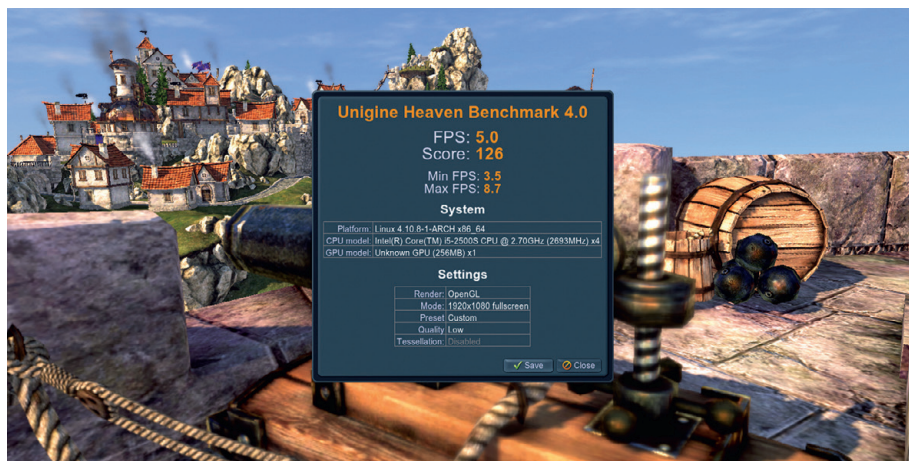 Unigine Heaven Benchmark 4.0
FPS: 5.0
Score: 126
Min FPS: 3.5
Max FPS: 8.7
System
Platform: Linux 4.10.8-1-ARCH x86_64
CPU model: Intel(R) Core(TM) i5-2500S CPU @ 2.70GHz (2693MHz) x4
GPU model: Unknown GPU (256MB) x1
Settings
Render: OpenGL
Mode: 1920x1080 fullscreen
Preset Custom
Quality Low
Tessellation: Disabled
Save Close